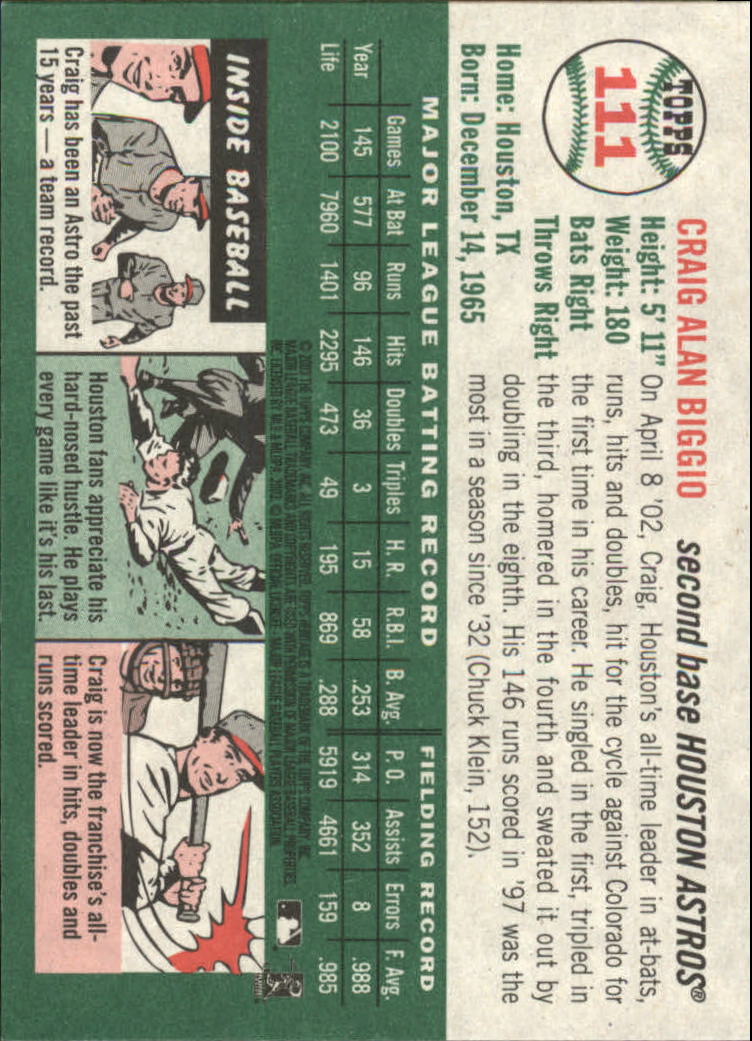 TOPPS
111
CRAIG ALAN BIGGIO second base HOUSTON ASTROS®
Height: 5' 11"
Weight: 180
Bats Right
Throws Right
Home: Houston, TX
Born: December 14, 1965
On April 8 '02, Craig, Houston's all-time leader in at-bats,
runs, hits and doubles, hit for the cycle against Colorado for
the first time in his career. He singled in the first, tripled in
the third, homered in the fourth and sweated it out by
doubling in the eighth. His 146 runs scored in '97 was the
most in a season since '32 (Chuck Klein, 152).
MAJOR LEAGUE BATTING RECORD FIELDING RECORD
Year Games At Bat Runs Hits Doubles Triples H. R. R.B.I. B. Avg. P. O. Assists Errors F. Avg.
145 577 96 146 36 3 15 58 .253 314 352 8 .988
Life 2100 7960 1401 2295 473 49 195 869 .288 5919 4661 159 .985
INSIDE BASEBALL
Craig has been an Astro the past
15 years — a team record.
Houston fans appreciate his
hard-nosed hustle. He plays
every game like it's his last.
Craig is now the franchise's all-
time leader in hits, doubles and
runs scored.